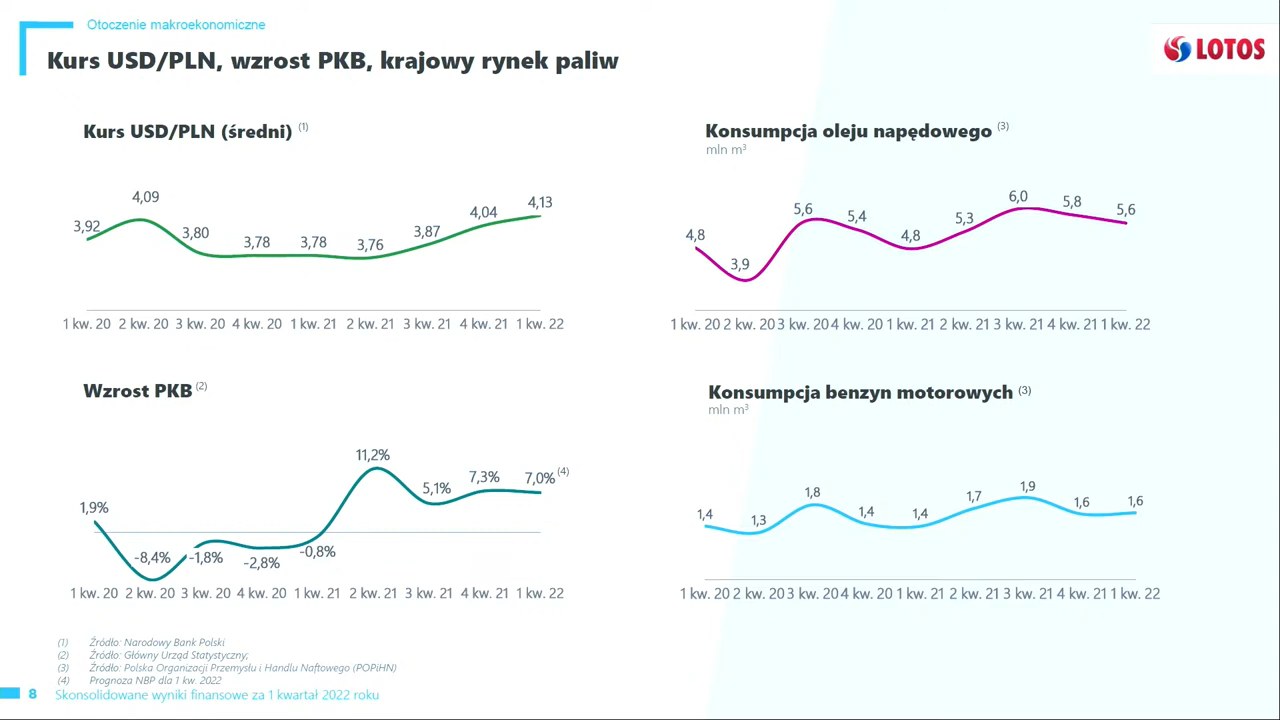 Otoczenie makroekonomiczne
Kurs USD/PLN, wzrost PKB, krajowy rynek paliw
LOTOS
Kurs USD/PLN (średni) (1)
3,92 4,09 3,80 3,78 3,78 3,76 3,87 4,04 4,13
1 kw. 20 2 kw. 20 3 kw. 20 4 kw. 20 1 kw. 21 2 kw. 21 3 kw. 21 4 kw. 21 1 kw. 22
Konsumpcja oleju napędowego (3)
mln m³
4,8 3,9 5,6 5,4 4,8 5,3 6,0 5,8 5,6
1 kw. 20 2 kw. 20 3 kw. 20 4 kw. 20 1 kw. 21 2 kw. 21 3 kw. 21 4 kw. 21 1 kw. 22
Wzrost PKB (2)
1,9% -8,4% -1,8% -2,8% -0,8% 11,2% 5,1% 7,3% 7,0% (4)
1 kw. 20 2 kw. 20 3 kw. 20 4 kw. 20 1 kw. 21 2 kw. 21 3 kw. 21 4 kw. 21 1 kw. 22
Konsumpcja benzyn motorowych (3)
mln m³
1,4 1,3 1,8 1,4 1,4 1,7 1,9 1,6 1,6
1 kw. 20 2 kw. 20 3 kw. 20 4 kw. 20 1 kw. 21 2 kw. 21 3 kw. 21 4 kw. 21 1 kw. 22
(1) Źródło: Narodowy Bank Polski
(2) Źródło: Główny Urząd Statystyczny;
(3) Źródło: Polska Organizacji Przemysłu i Handlu Naftowego (POPiHN)
(4) Prognoza NBP dla 1 kw. 2022
8 Skonsolidowane wyniki finansowe za 1 kwartał 2022 roku